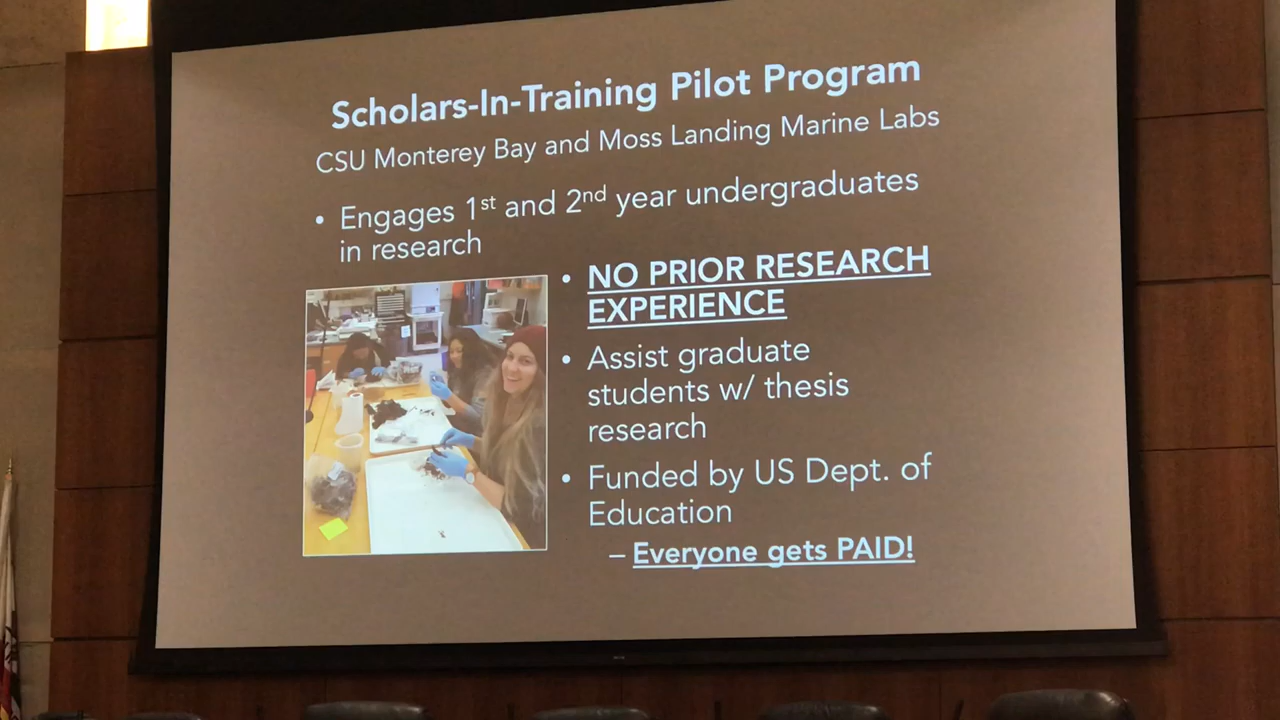 Scholars-In-Training Pilot Program
CSU Monterey Bay and Moss Landing Marine Labs
• Engages 1st and 2nd year undergraduates
in research
• NO PRIOR RESEARCH
EXPERIENCE
• Assist graduate
students w/ thesis
research
• Funded by US Dept. of
Education
– Everyone gets PAID!